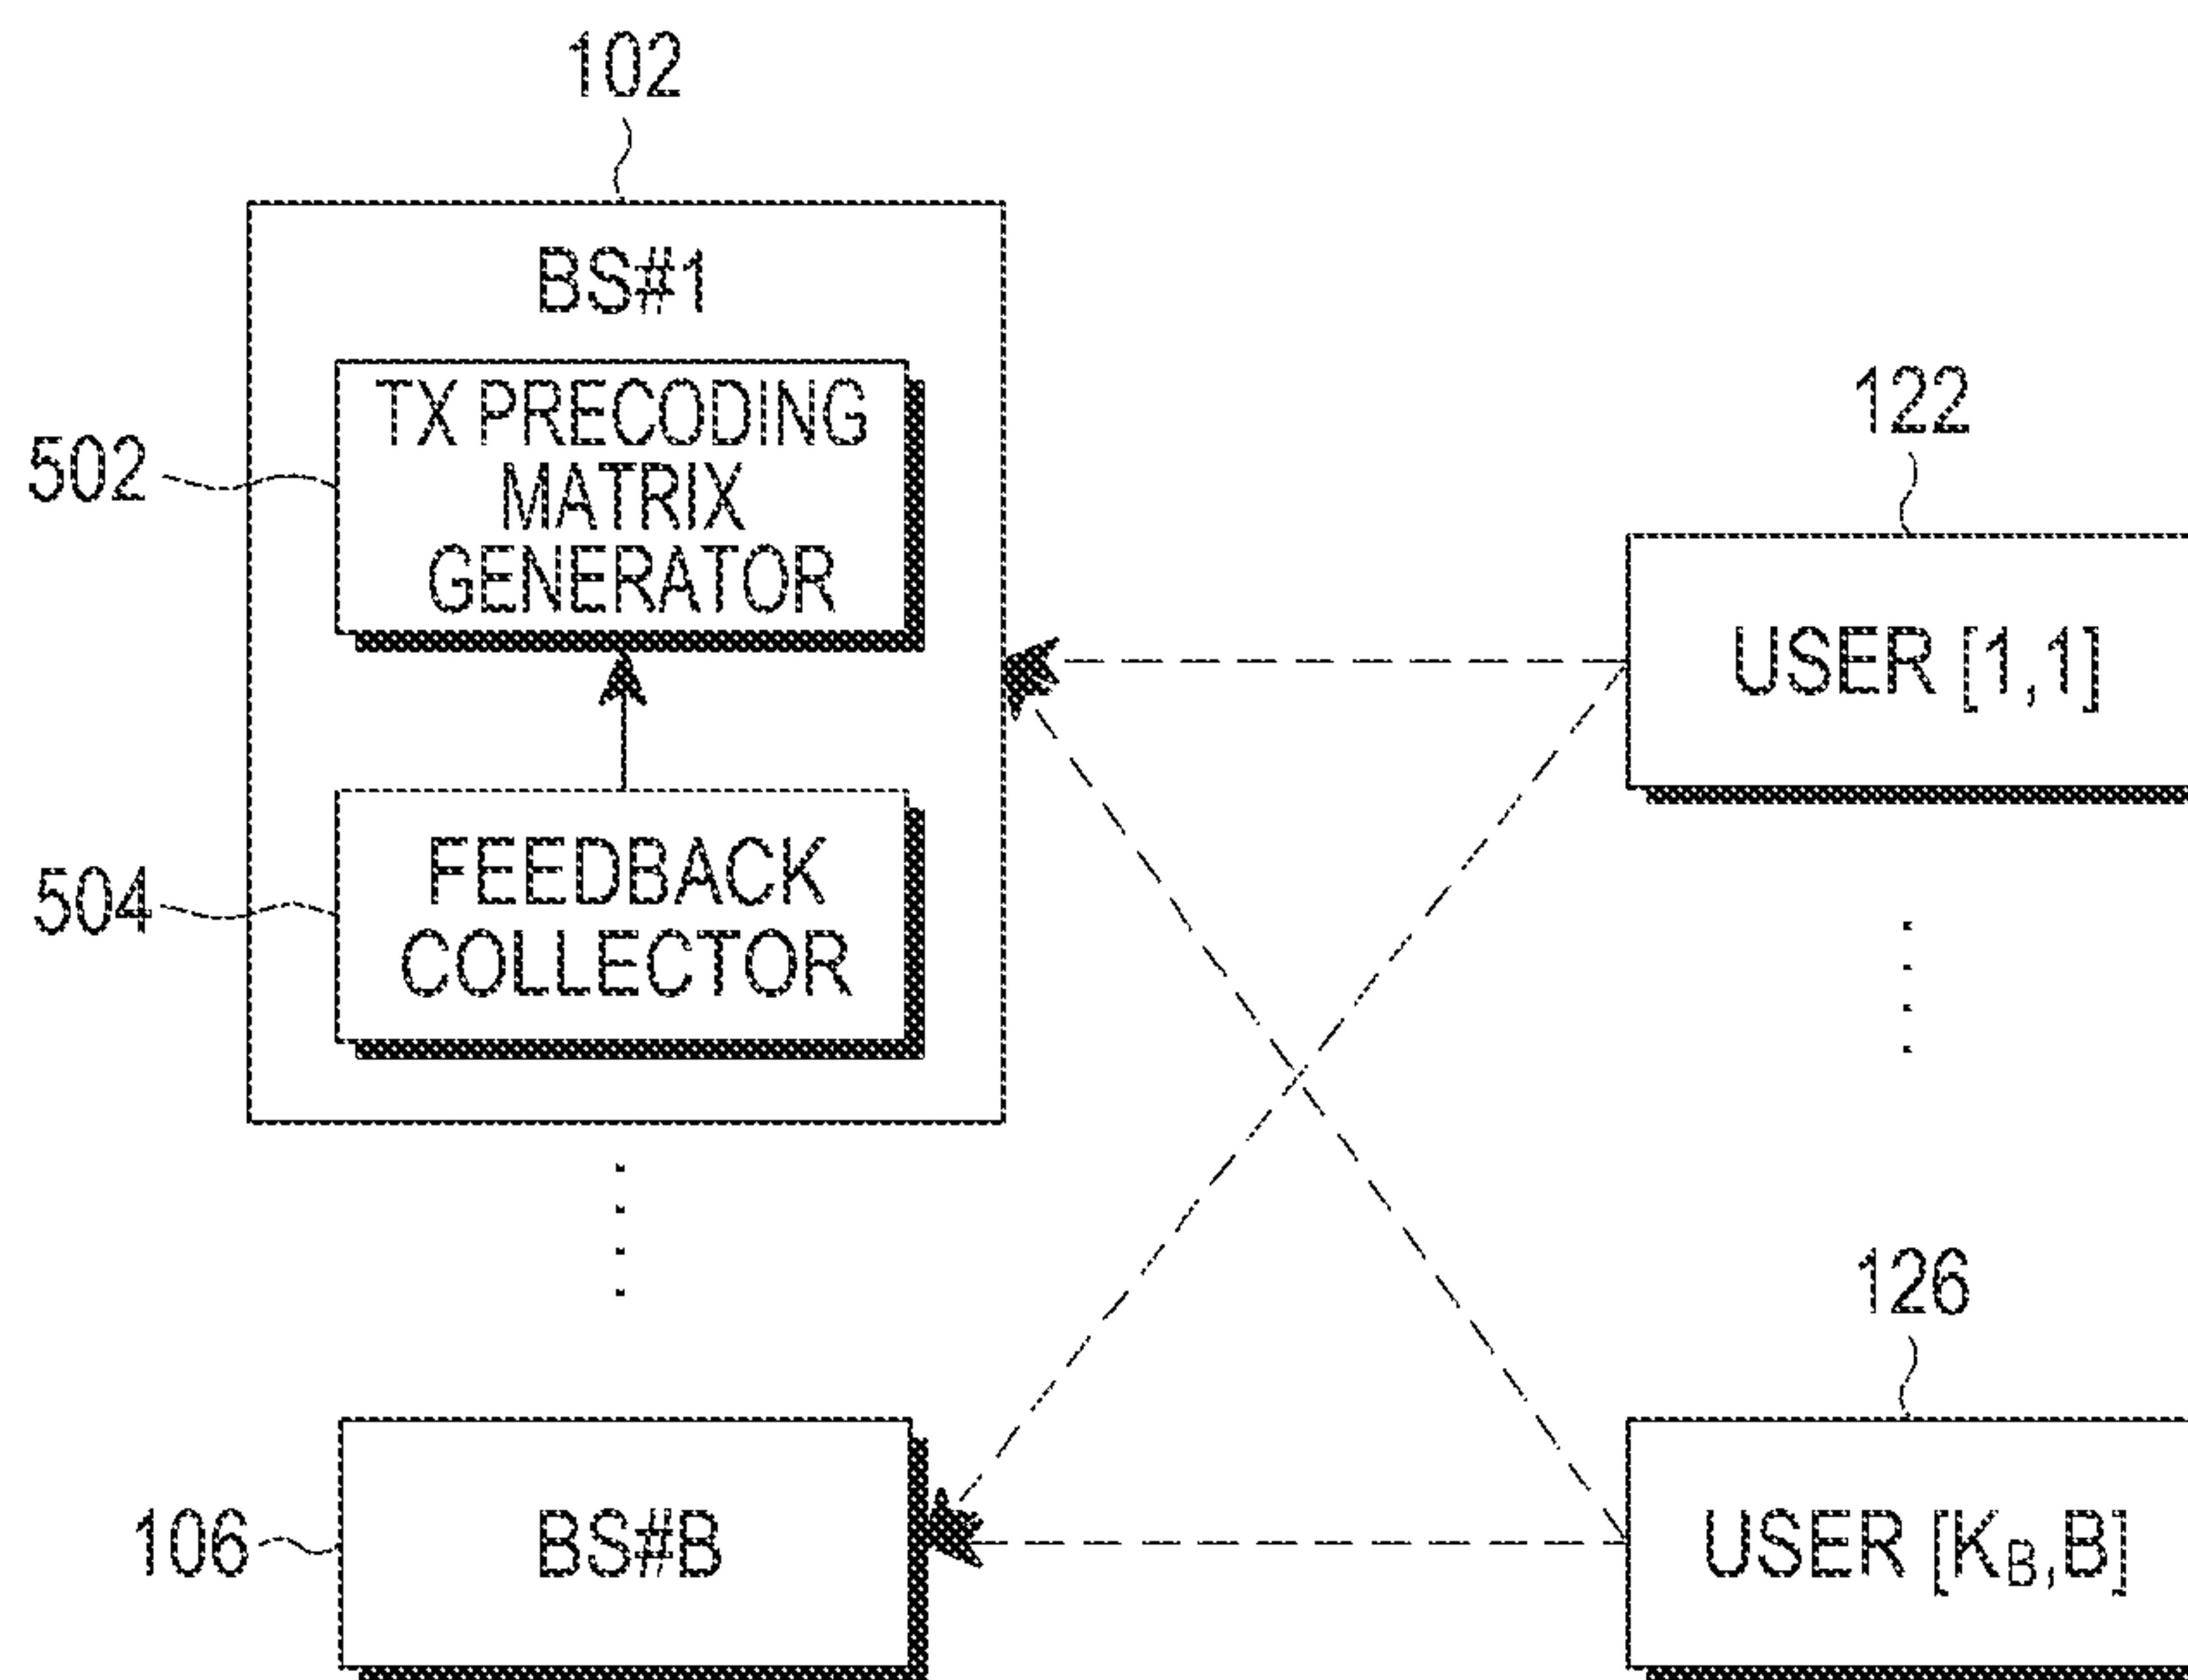 102
BS#1
TX PRECODING
MATRIX
GENERATOR
502
122
USER [1,1]
FEEDBACK
COLLECTOR
504
126
106
BS#B
USER [K_B,B]